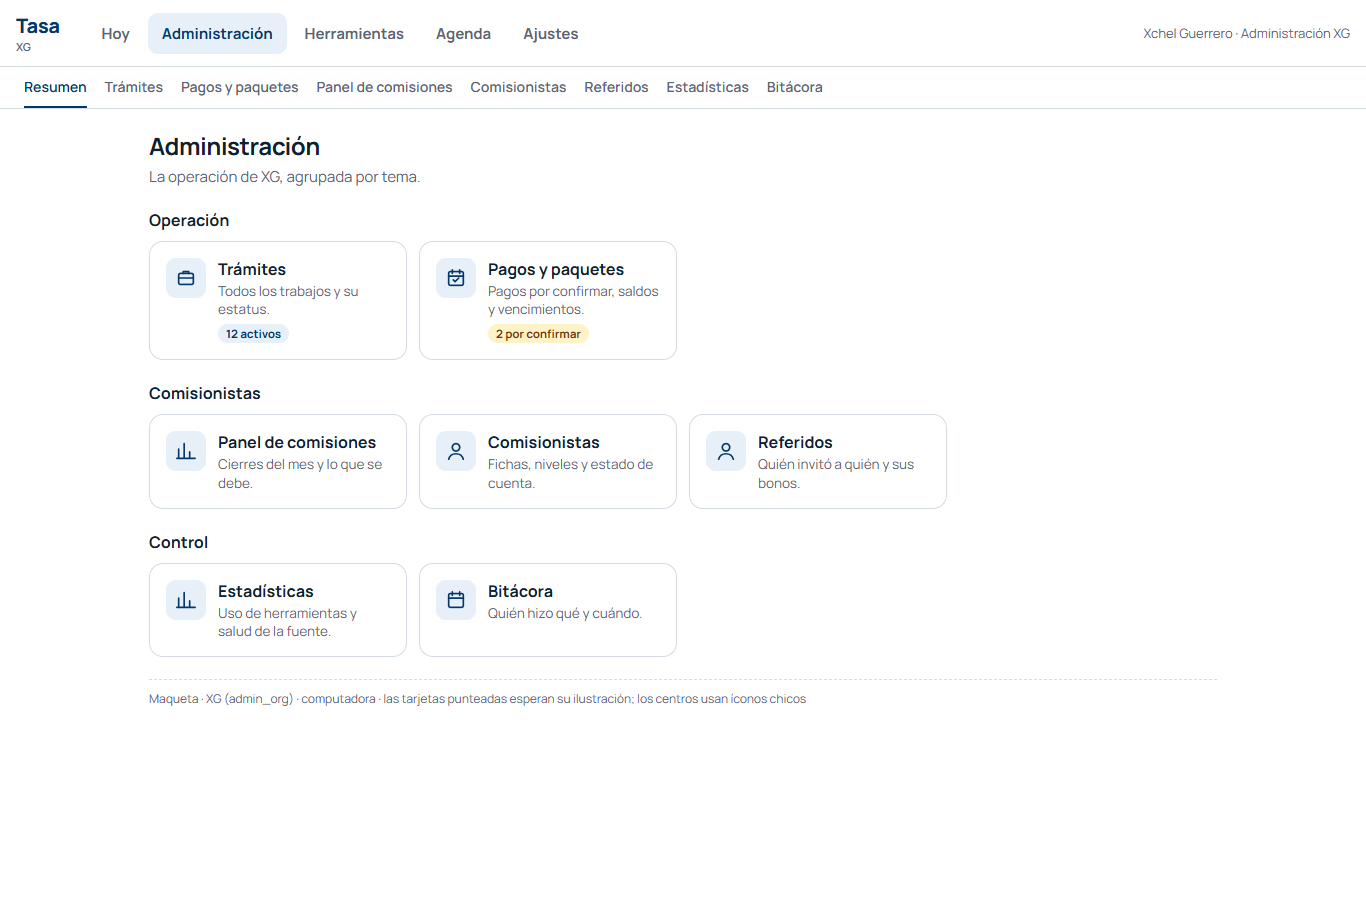 Tasa
XG
Hoy
Administración
Herramientas
Agenda
Ajustes
Xchel Guerrero · Administración XG
Resumen
Trámites
Pagos y paquetes
Panel de comisiones
Comisionistas
Referidos
Estadísticas
Bitácora
Administración
La operación de XG, agrupada por tema.
Operación
Trámites
Todos los trabajos y su
estatus.
12 activos
Pagos y paquetes
Pagos por confirmar, saldos
y vencimientos.
2 por confirmar
Comisionistas
Panel de comisiones
Cierres del mes y lo que se
debe.
Comisionistas
Fichas, niveles y estado de
cuenta.
Referidos
Quién invitó a quién y sus
bonos.
Control
Estadísticas
Uso de herramientas y
salud de la fuente.
Bitácora
Quién hizo qué y cuándo.
Maqueta · XG (admin_org) · computadora · las tarjetas punteadas esperan su ilustración; los centros usan íconos chicos